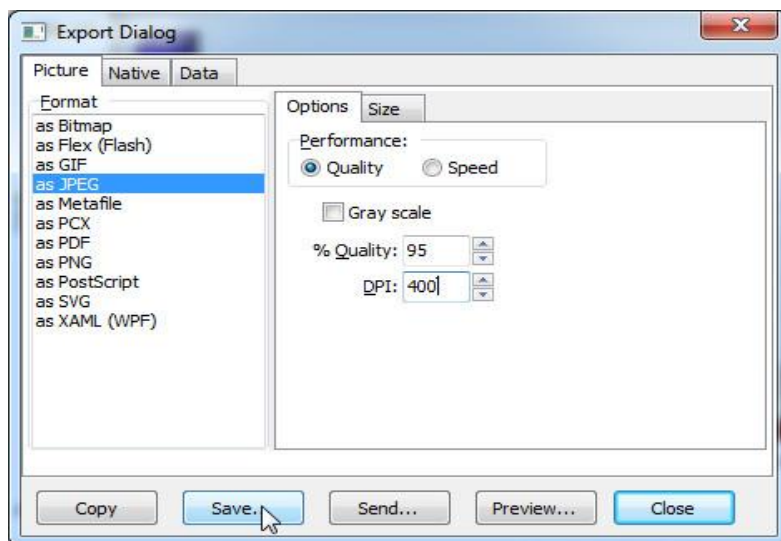 Export Dialog
Picture Native Data
Format
as Bitmap
as Flex (Flash)
as GIF
as JPEG
as Metafile
as PCX
as PDF
as PNG
as PostScript
as SVG
as XAML (WPF)
Options Size
Performance:
Quality Speed
Gray scale
% Quality: 95
DPI: 400
Copy Save... Send... Preview... Close